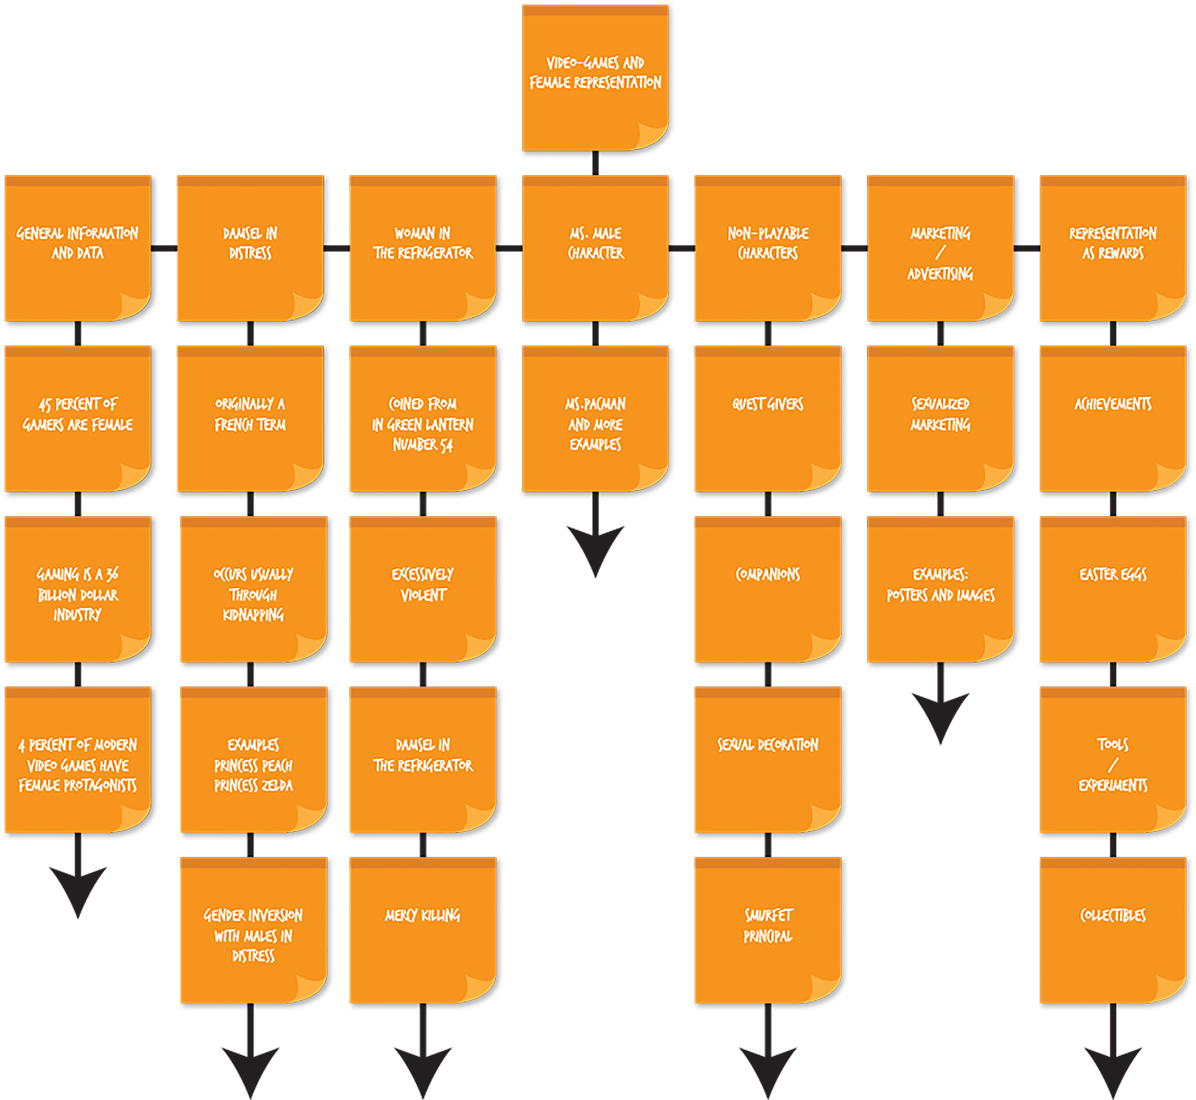 VIDEO-GAMES AND
FEMALE REPRESENTATION
GENERAL INFORMATION
AND DATA
DAMSEL IN
DISTRESS
WOMAN IN
THE REFRIGERATOR
MS. MALE
CHARACTER
NON-PLAYABLE
CHARACTERS
MARKETING
/
ADVERTISING
REPRESENTATION
AS REWARDS
45 PERCENT OF
GAMERS ARE FEMALE
ORIGINALLY A
FRENCH TERM
COINED FROM
IN GREEN LANTERN
NUMBER 54
MS.PACMAN
AND MORE
EXAMPLES
QUEST GIVERS
SEXUALIZED
MARKETING
ACHIEVEMENTS
GAMING IS A 36
BILLION DOLLAR
INDUSTRY
OCCURS USUALLY
THROUGH
KIDNAPPING
EXCESSIVELY
VIOLENT
COMPANIONS
EXAMPLES:
POSTERS AND IMAGES
EASTER EGGS
4 PERCENT OF MODERN
VIDEO GAMES HAVE
FEMALE PROTAGONISTS
EXAMPLES
PRINCESS PEACH
PRINCESS ZELDA
DAMSEL IN
THE REFRIGERATOR
SEXUAL DECORATION
TOOLS
/
EXPERIMENTS
GENDER INVERSION
WITH MALES IN
DISTRESS
MERCY KILLING
SMURFET
PRINCIPAL
COLLECTIBLES